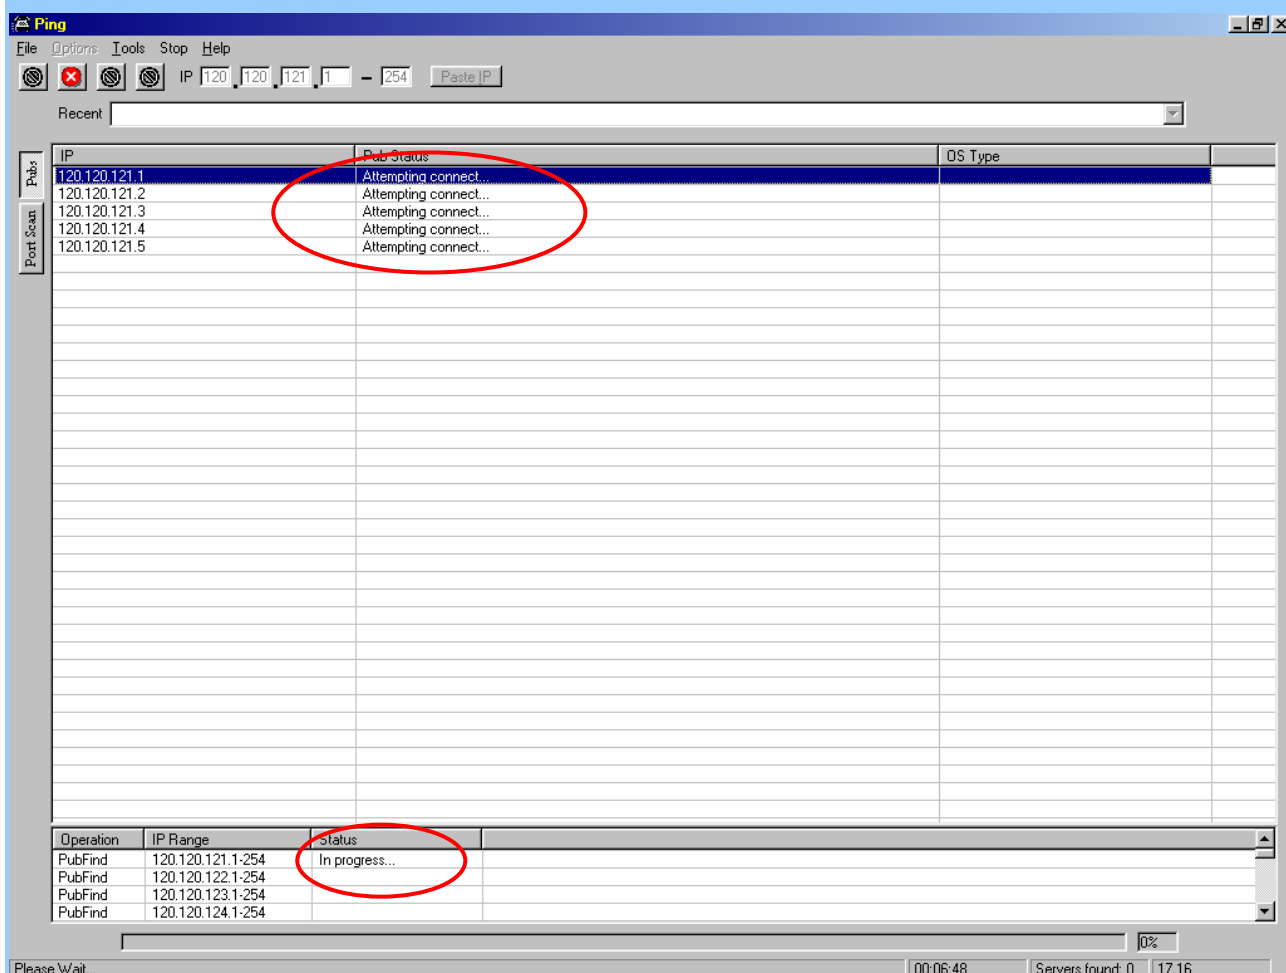 Ping
File Options Tools Stop Help
IP 120 . 120 . 121 . 1 – 254 Paste IP
Recent
Pubs
Port Scan
IP Pub Status OS Type
120.120.121.1 Attempting connect...
120.120.121.2 Attempting connect...
120.120.121.3 Attempting connect...
120.120.121.4 Attempting connect...
120.120.121.5 Attempting connect...
Operation IP Range Status
PubFind 120.120.121.1-254 In progress...
PubFind 120.120.122.1-254
PubFind 120.120.123.1-254
PubFind 120.120.124.1-254
0%
Please Wait 00:06:48 Servers found: 0 17.16